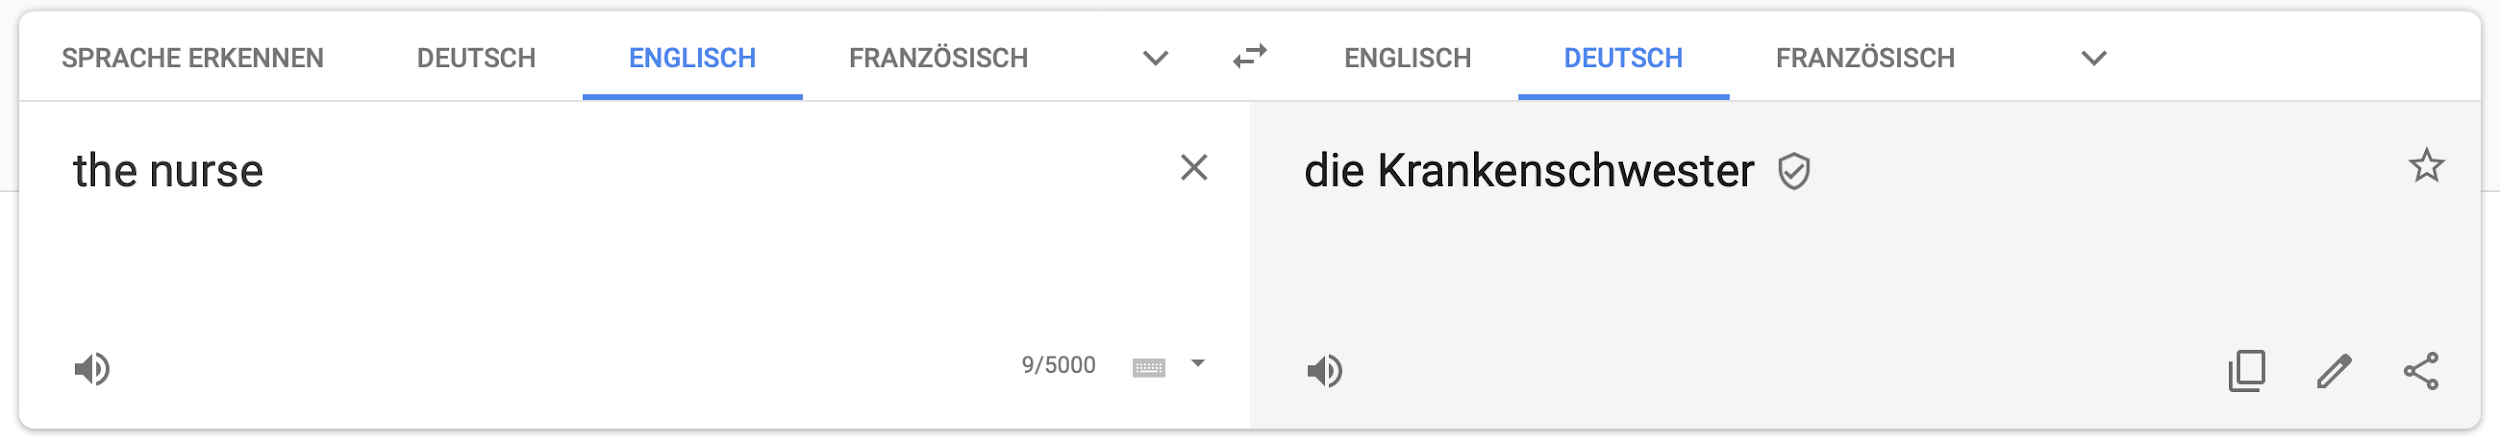 SPRACHE ERKENNEN DEUTSCH ENGLISCH FRANZÖSISCH ENGLISCH DEUTSCH FRANZÖSISCH
the nurse
die Krankenschwester
9/5000